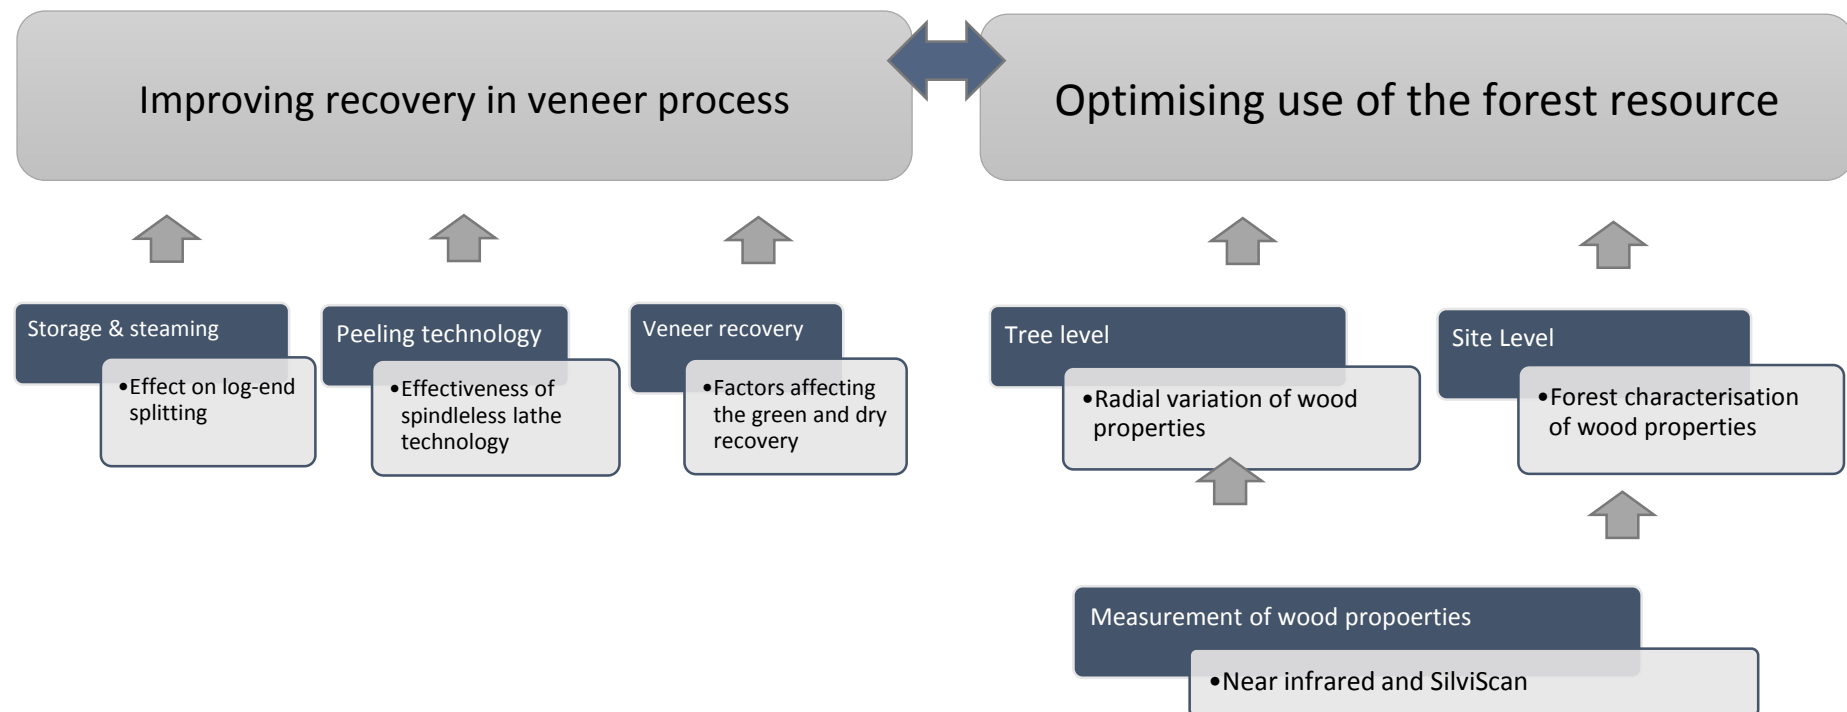 Improving recovery in veneer process
Optimising use of the forest resource
Storage & steaming
•Effect on log-end
splitting
Peeling technology
•Effectiveness of
spindleless lathe
technology
Veneer recovery
•Factors affecting
the green and dry
recovery
Tree level
•Radial variation of wood
properties
Site Level
•Forest characterisation
of wood properties
Measurement of wood propoerties
•Near infrared and SilviScan